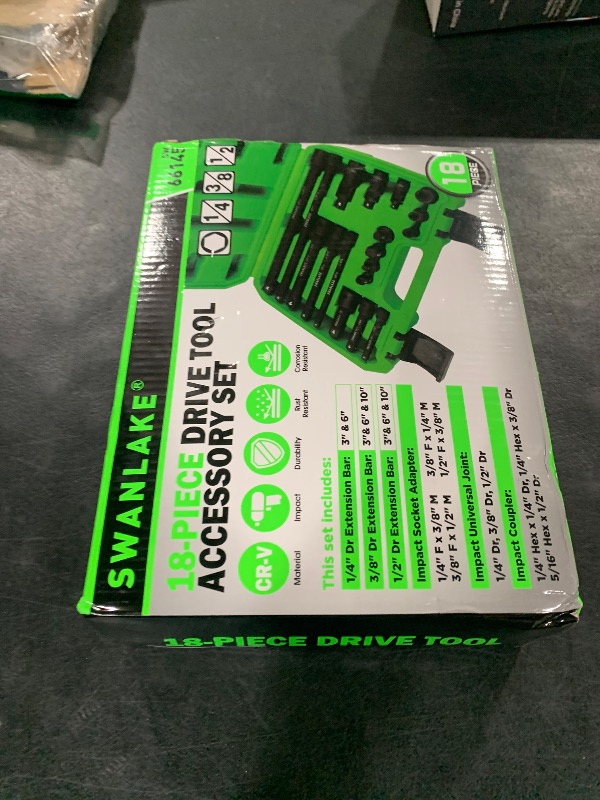 SWANLAKE®
18-PIECE DRIVE TOOL
ACCESSORY SET
66145
1/4 3/8 1/2
18
PIESE
CR-V
Material
Impact
Durability
Rust
Resistant
Corrosion
Resistant
This set includes:
1/4" Dr Extension Bar: 3" & 6"
3/8" Dr Extension Bar: 3"& 6" & 10"
1/2" Dr Extension Bar: 3"& 6" & 10"
Impact Socket Adapter:
1/4" F x 3/8" M 3/8" F x 1/4" M
3/8" F x 1/2" M 1/2" F x 3/8" M
Impact Universal Joint:
1/4" Dr, 3/8" Dr, 1/2" Dr
Impact Coupler:
1/4" Hex x 1/4" Dr, 1/4" Hex x 3/8" Dr
5/16" Hex x 1/2" Dr
18-PIECE DRIVE TOOL
in China